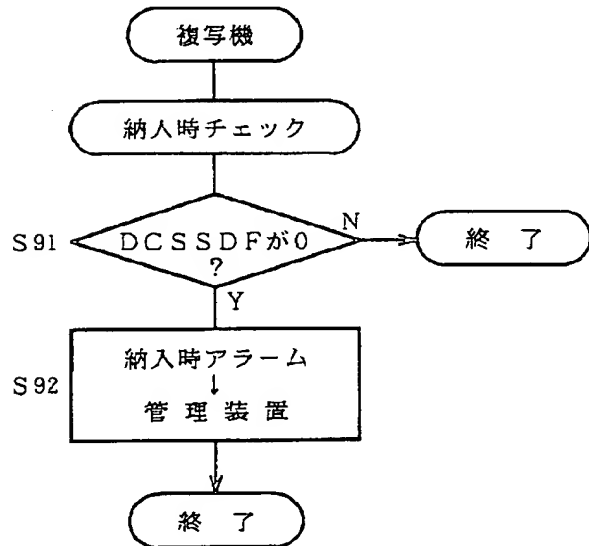 複写機
納入時チェック
S91
DCSSDFが0
?
N
終 了
Y
S92
納入時アラーム
↓
管 理 装 置
終 了